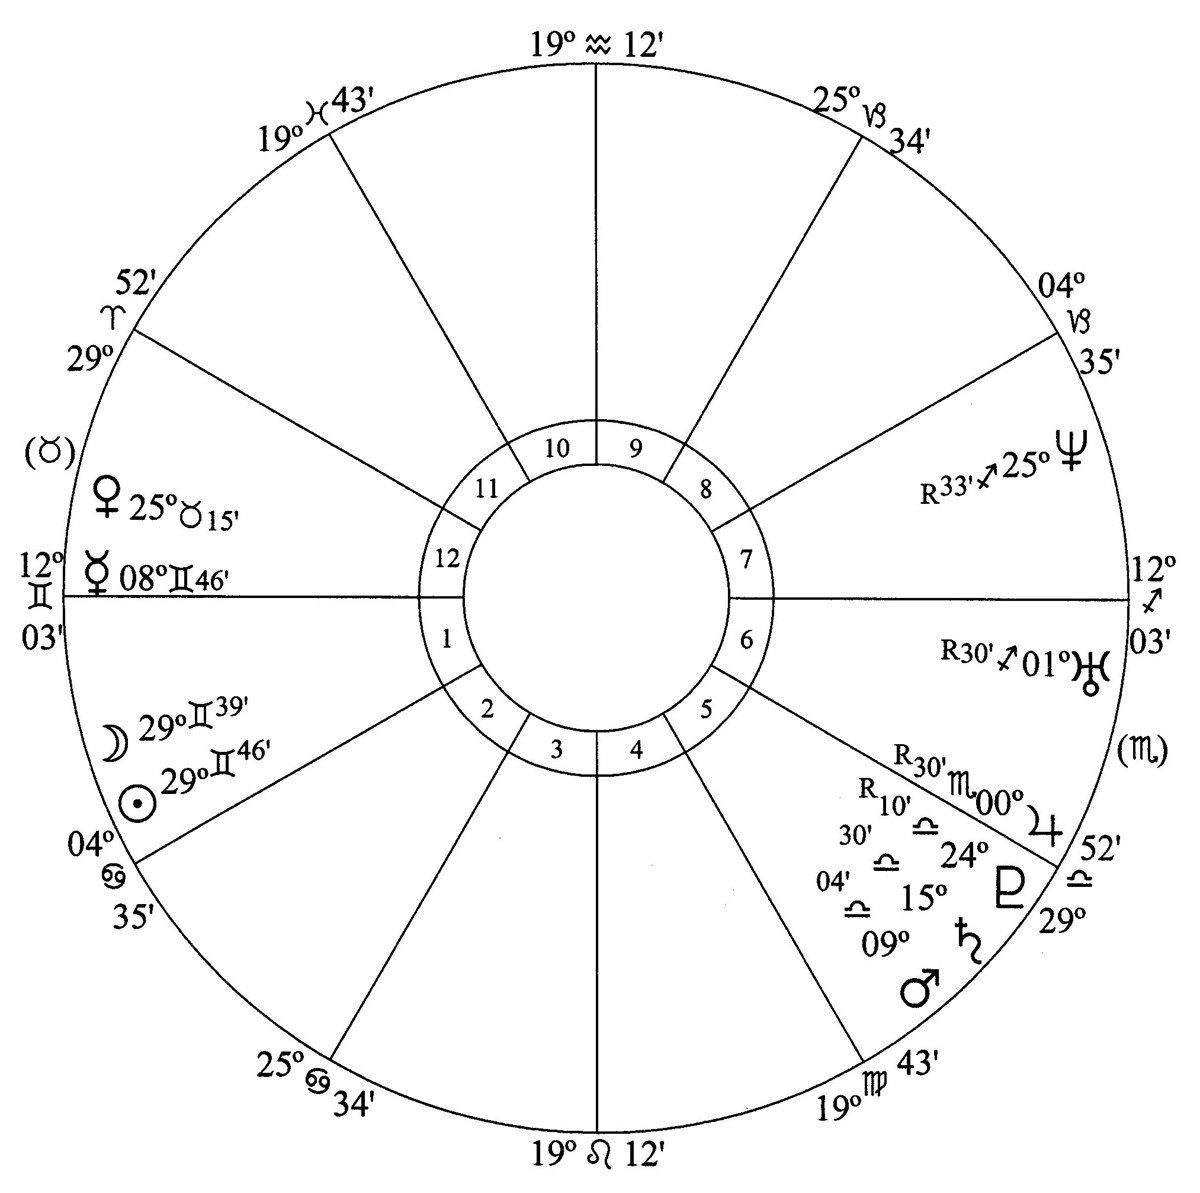 19° ♒ 12'
19° ♓ 43'
25° ♑ 34'
52' ♈ 29°
04° ♑ 35'
(♉)
♀ 25° ♉ 15'
12° ♊ 03'
☿ 08° ♊ 46'
R 33' ♐ 25° ♆
12° ♐ 03'
R 30' ♐ 01° ♅
(♏)
☽ 29° ♊ 39'
☉ 29° ♊ 46'
04° ♋ 35'
R 30' ♏ 00° ♃
R 10' ♎ 24° ♇
30' ♎ 15° ♄
04' ♎ 09° ♂
52' ♎ 29°
25° ♋ 34'
19° ♍ 43'
19° ♌ 12'
10
9
11
8
12
7
1
6
2
5
3
4